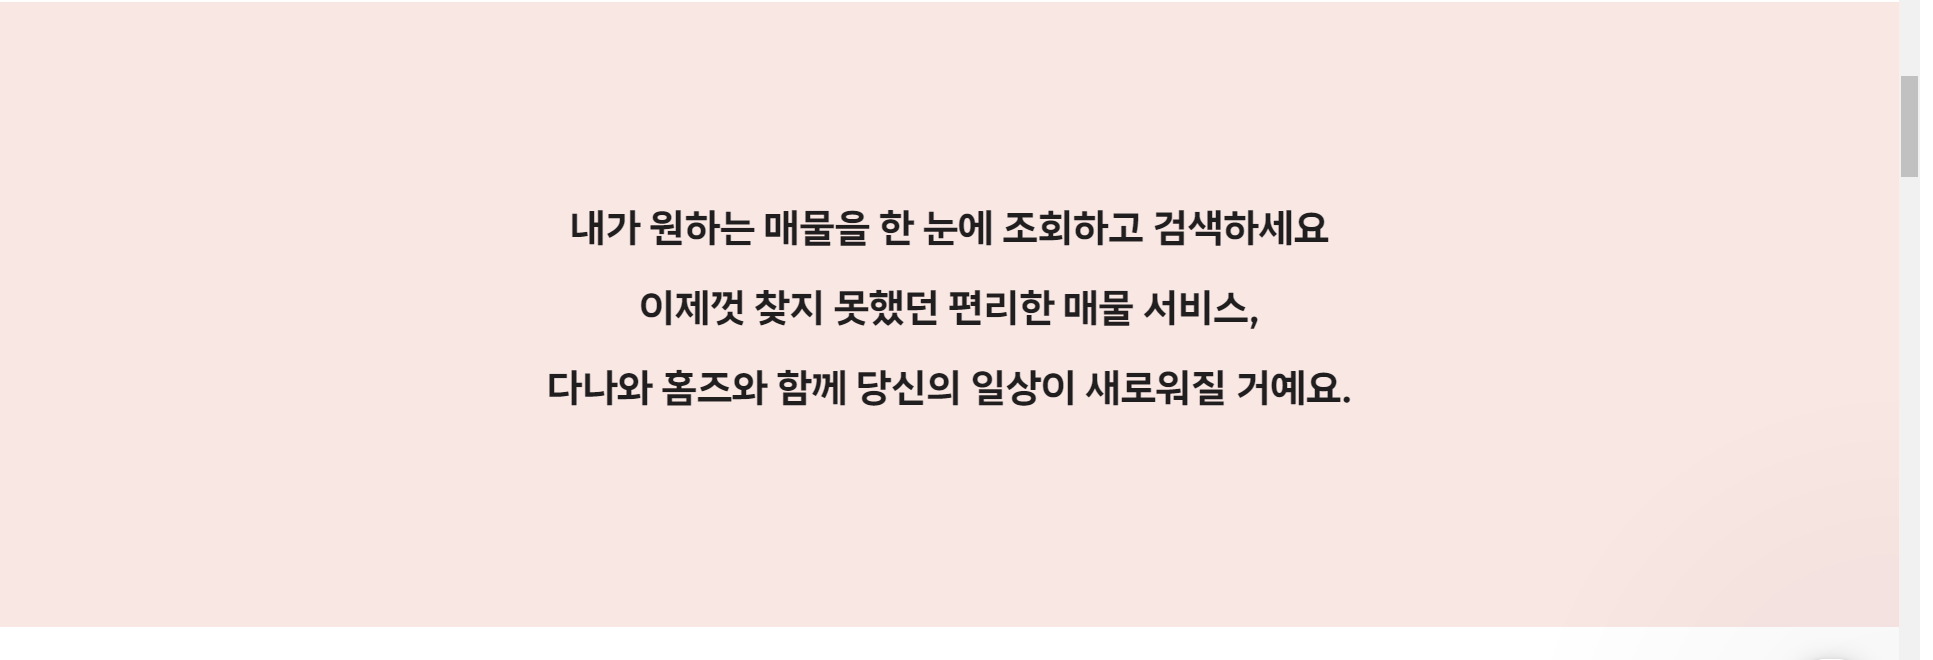 내가 원하는 매물을 한 눈에 조회하고 검색하세요
이제껏 찾지 못했던 편리한 매물 서비스,
다나와 홈즈와 함께 당신의 일상이 새로워질 거예요.